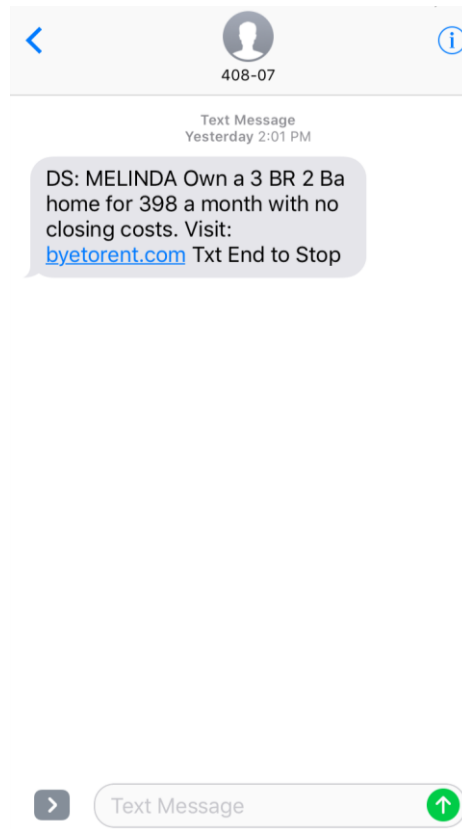 408-07
Text Message
Yesterday 2:01 PM
DS: MELINDA Own a 3 BR 2 Ba
home for 398 a month with no
closing costs. Visit:
byetorent.com Txt End to Stop
Text Message